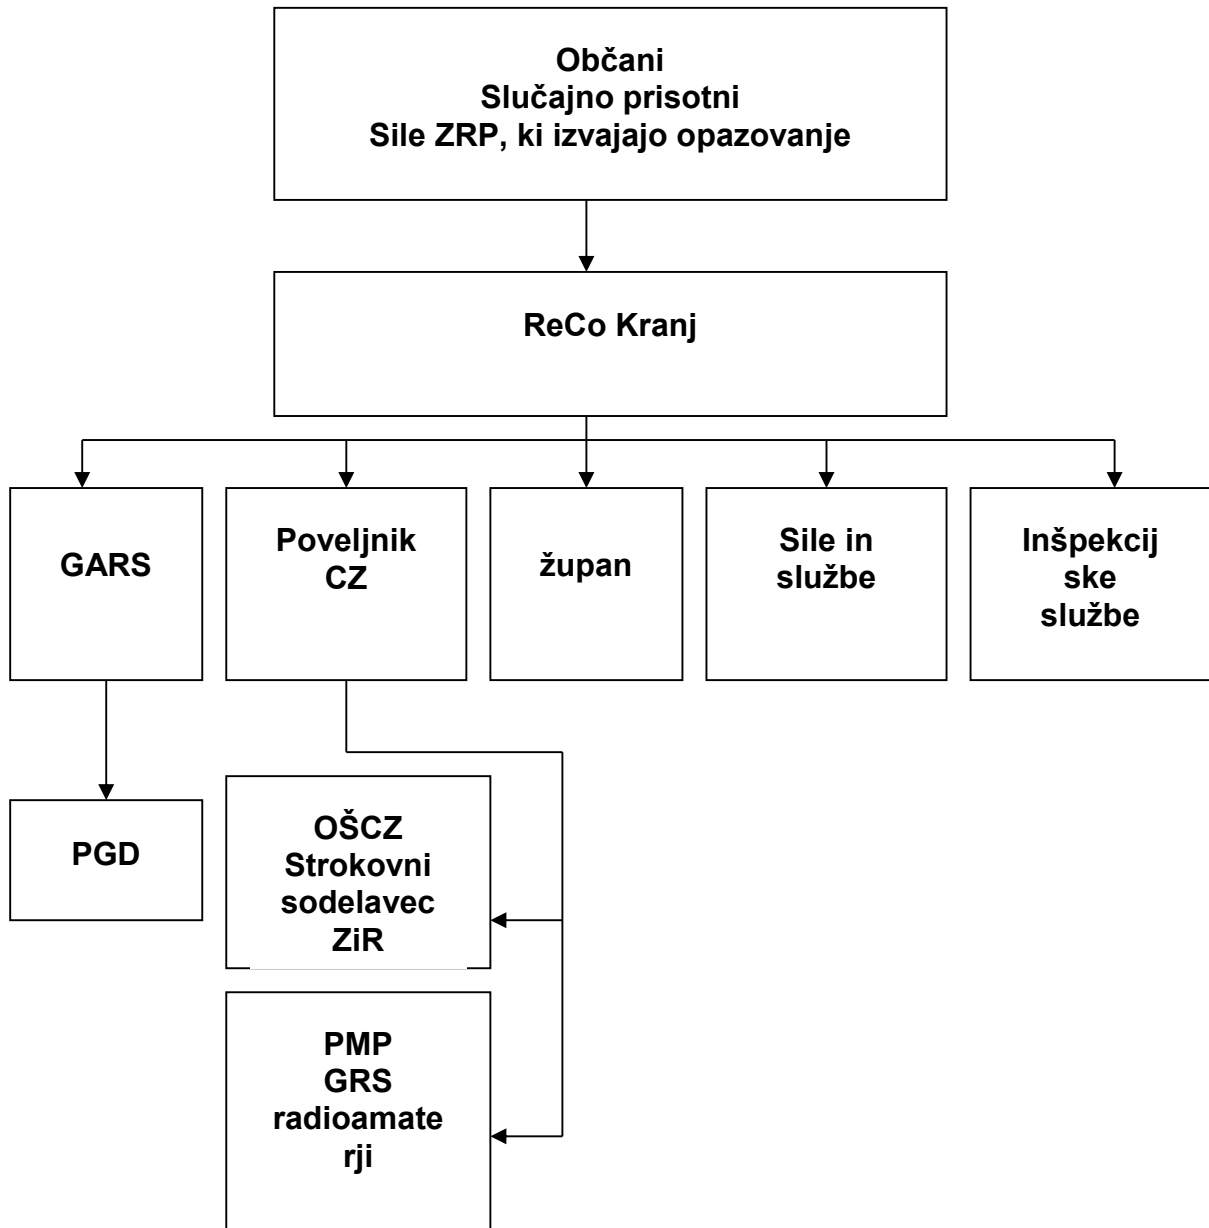 Občani
Slučajno prisotni
Sile ZRP, ki izvajajo opazovanje
ReCo Kranj
GARS
Poveljnik
CZ
župan
Sile in
službe
Inšpekcij
ske
službe
PGD
OŠCZ
Strokovni
sodelavec
ZiR
PMP
GRS
radioamate
rji